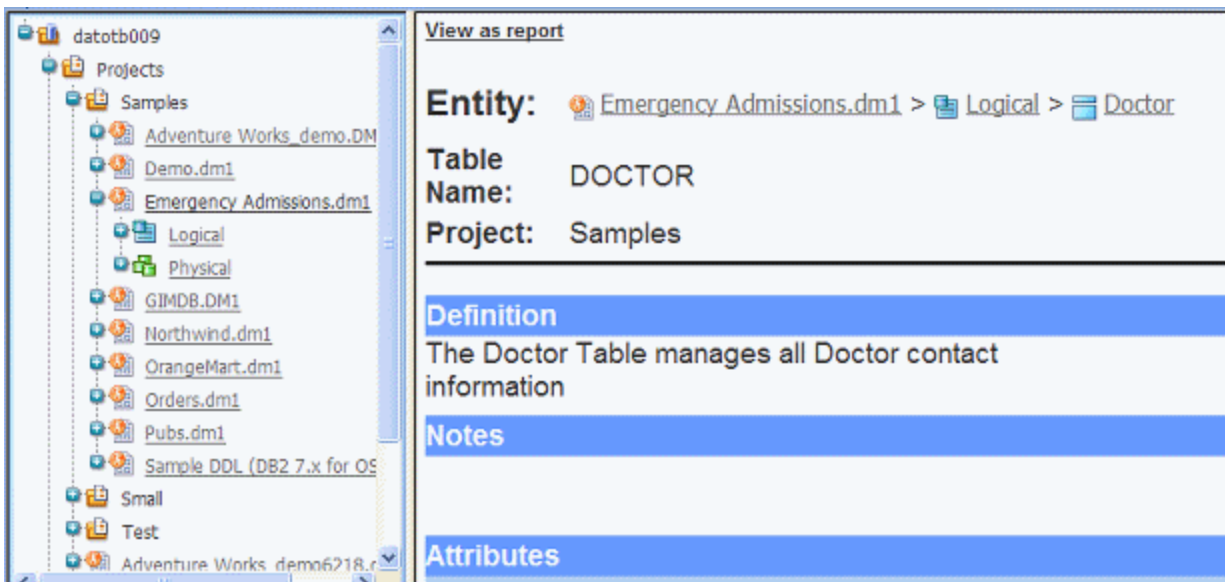 datotb009
Projects
Samples
Adventure Works_demo.DM
Demo.dm1
Emergency Admissions.dm1
Logical
Physical
GIMDB.DM1
Northwind.dm1
OrangeMart.dm1
Orders.dm1
Pubs.dm1
Sample DDL (DB2 7.x for OS
Small
Test
Adventure Works_demo6218.
View as report
Entity: Emergency Admissions.dm1 > Logical > Doctor
Table
Name: DOCTOR
Project: Samples
Definition
The Doctor Table manages all Doctor contact
information
Notes
Attributes